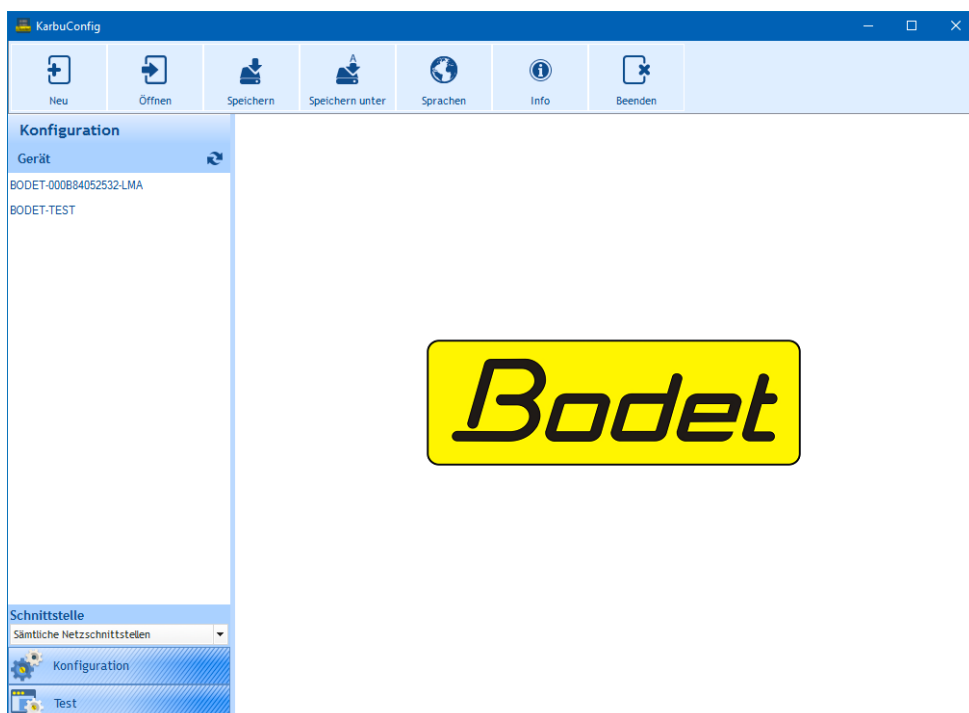 KarbuConfig
Neu
Öffnen
Speichern
A
Speichern unter
Sprachen
Info
Beenden
Konfiguration
Gerät
BODET-000B84052532-LMA
BODET-TEST
Bodet
Schnittstelle
Sämtliche Netzschnittstellen
Konfiguration
Test